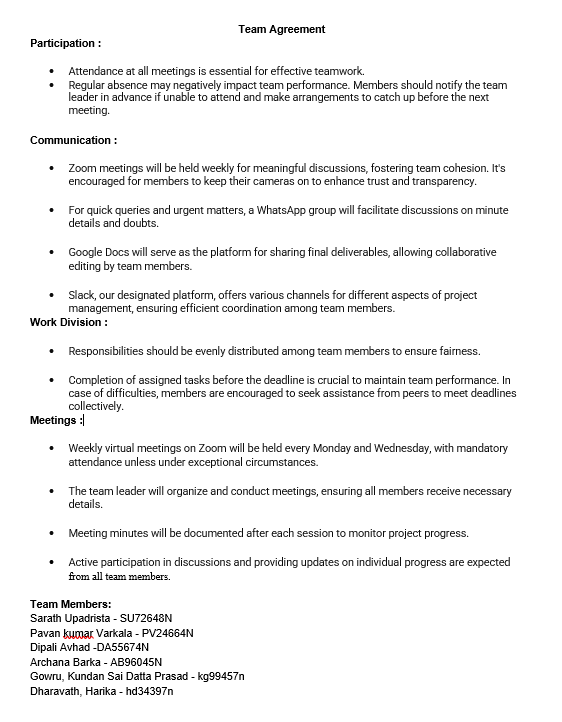 Team Agreement
Participation :
• Attendance at all meetings is essential for effective teamwork.
• Regular absence may negatively impact team performance. Members should notify the team
leader in advance if unable to attend and make arrangements to catch up before the next
meeting.
Communication :
• Zoom meetings will be held weekly for meaningful discussions, fostering team cohesion. It's
encouraged for members to keep their cameras on to enhance trust and transparency.
• For quick queries and urgent matters, a WhatsApp group will facilitate discussions on minute
details and doubts.
• Google Docs will serve as the platform for sharing final deliverables, allowing collaborative
editing by team members.
• Slack, our designated platform, offers various channels for different aspects of project
management, ensuring efficient coordination among team members.
Work Division :
• Responsibilities should be evenly distributed among team members to ensure fairness.
• Completion of assigned tasks before the deadline is crucial to maintain team performance. In
case of difficulties, members are encouraged to seek assistance from peers to meet deadlines
collectively.
Meetings :
• Weekly virtual meetings on Zoom will be held every Monday and Wednesday, with mandatory
attendance unless under exceptional circumstances.
• The team leader will organize and conduct meetings, ensuring all members receive necessary
details.
• Meeting minutes will be documented after each session to monitor project progress.
• Active participation in discussions and providing updates on individual progress are expected
from all team members.
Team Members:
Sarath Upadrista - SU72648N
Pavan kumar Varkala - PV24664N
Dipali Avhad -DA55674N
Archana Barka - AB96045N
Gowru, Kundan Sai Datta Prasad - kg99457n
Dharavath, Harika - hd34397n